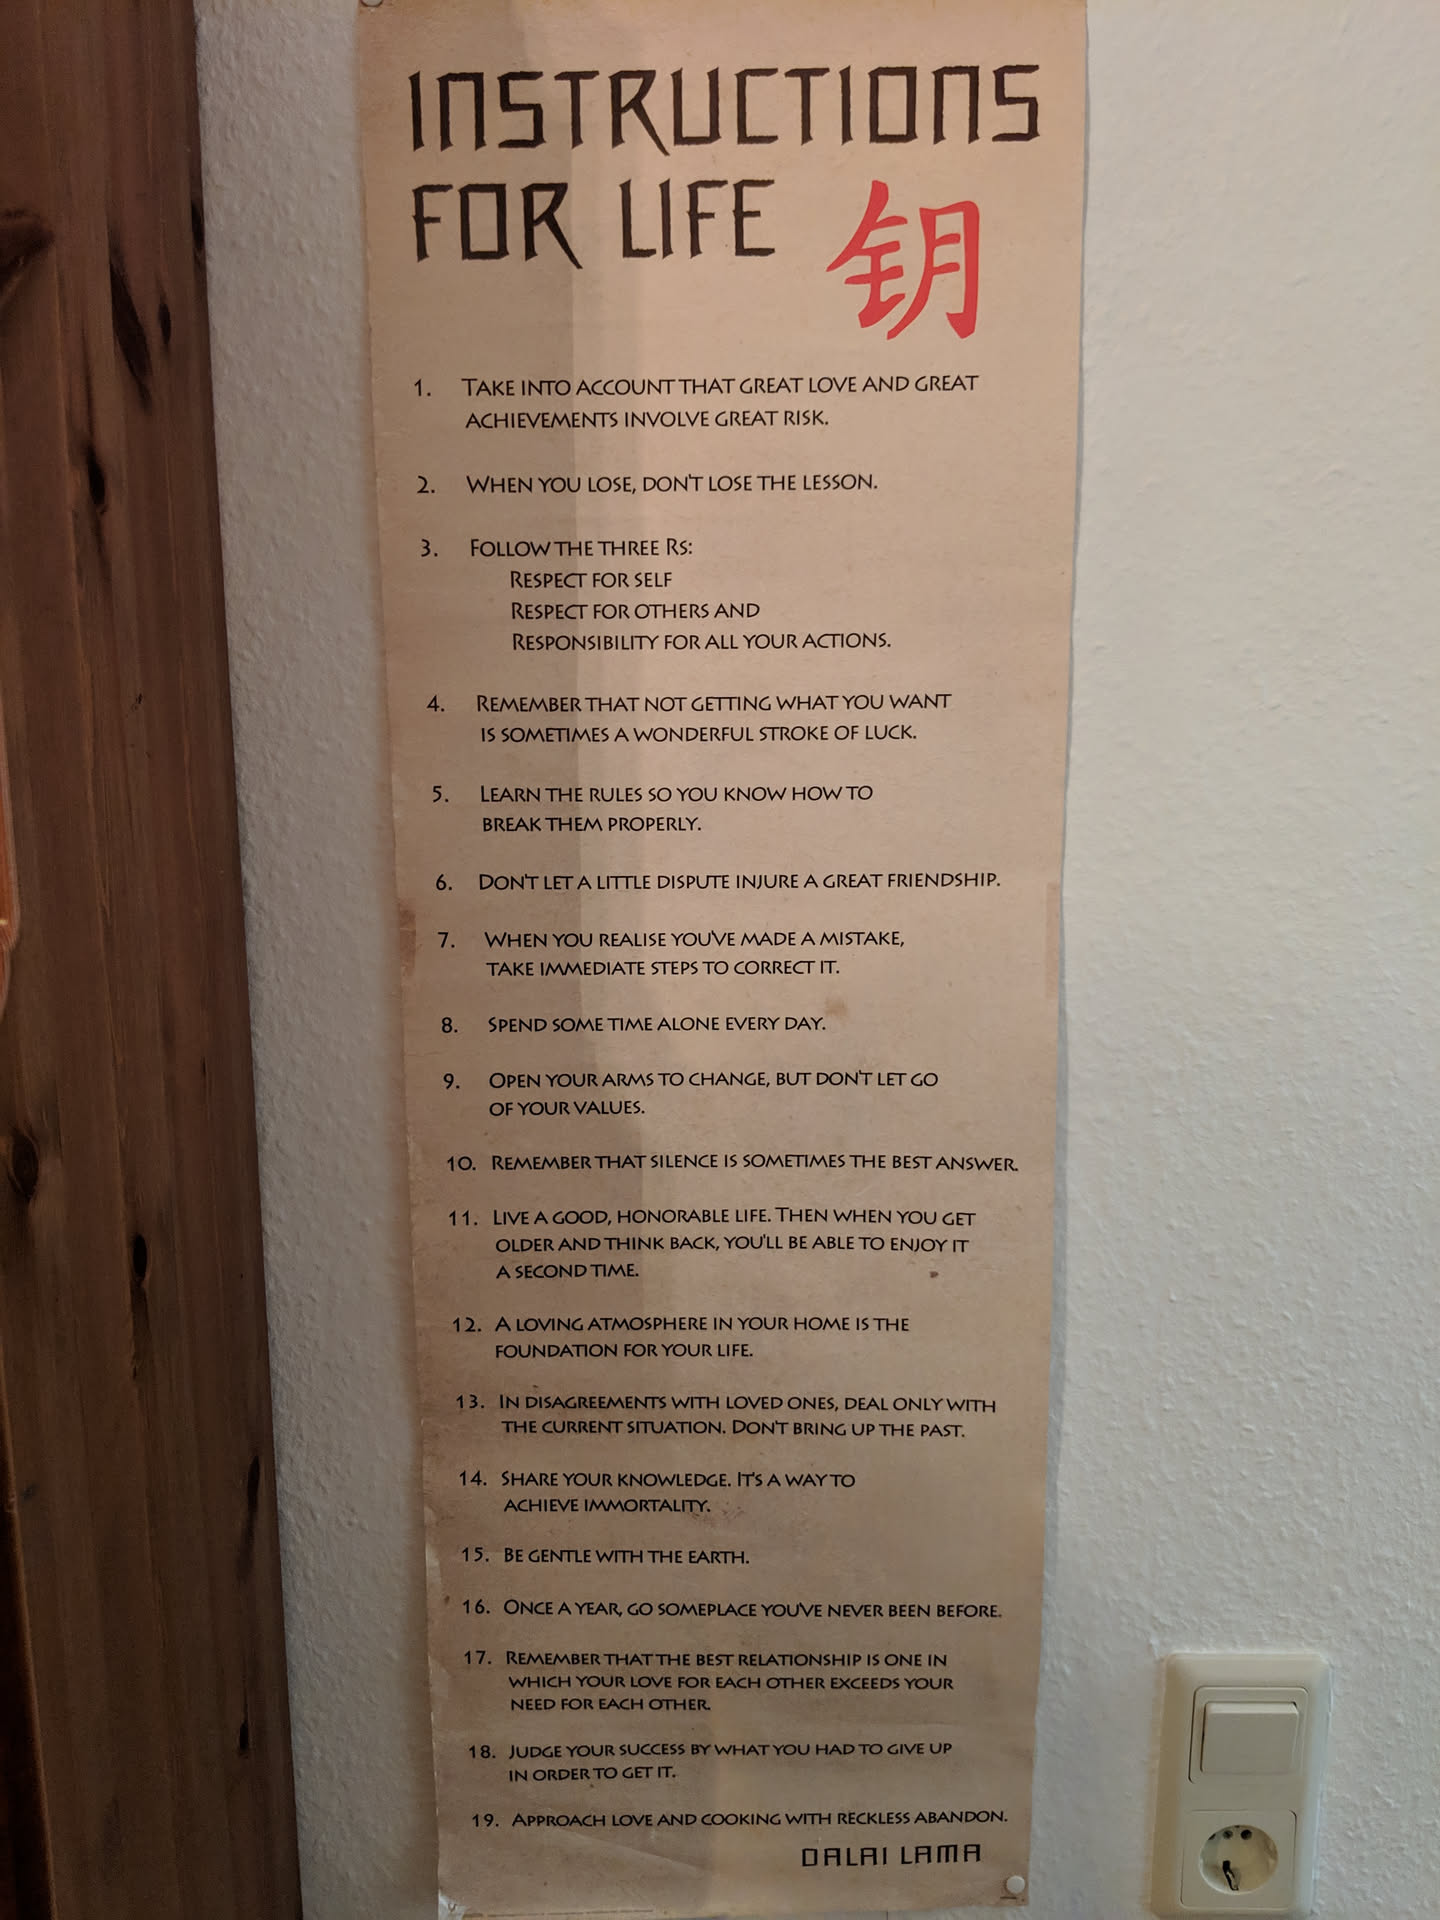 INSTRUCTIONS
FOR LIFE 钥
1. TAKE INTO ACCOUNT THAT GREAT LOVE AND GREAT
ACHIEVEMENTS INVOLVE GREAT RISK.
2. WHEN YOU LOSE, DON'T LOSE THE LESSON.
3. FOLLOW THE THREE RS:
RESPECT FOR SELF
RESPECT FOR OTHERS AND
RESPONSIBILITY FOR ALL YOUR ACTIONS.
4. REMEMBER THAT NOT GETTING WHAT YOU WANT
IS SOMETIMES A WONDERFUL STROKE OF LUCK.
5. LEARN THE RULES SO YOU KNOW HOW TO
BREAK THEM PROPERLY.
6. DON'T LET A LITTLE DISPUTE INJURE A GREAT FRIENDSHIP.
7. WHEN YOU REALISE YOU'VE MADE A MISTAKE,
TAKE IMMEDIATE STEPS TO CORRECT IT.
8. SPEND SOME TIME ALONE EVERY DAY.
9. OPEN YOUR ARMS TO CHANGE, BUT DON'T LET GO
OF YOUR VALUES.
10. REMEMBER THAT SILENCE IS SOMETIMES THE BEST ANSWER.
11. LIVE A GOOD, HONORABLE LIFE. THEN WHEN YOU GET
OLDER AND THINK BACK, YOU'LL BE ABLE TO ENJOY IT
A SECOND TIME.
12. A LOVING ATMOSPHERE IN YOUR HOME IS THE
FOUNDATION FOR YOUR LIFE.
13. IN DISAGREEMENTS WITH LOVED ONES, DEAL ONLY WITH
THE CURRENT SITUATION. DON'T BRING UP THE PAST.
14. SHARE YOUR KNOWLEDGE. IT'S A WAY TO
ACHIEVE IMMORTALITY.
15. BE GENTLE WITH THE EARTH.
16. ONCE A YEAR, GO SOMEPLACE YOU'VE NEVER BEEN BEFORE.
17. REMEMBER THAT THE BEST RELATIONSHIP IS ONE IN
WHICH YOUR LOVE FOR EACH OTHER EXCEEDS YOUR
NEED FOR EACH OTHER.
18. JUDGE YOUR SUCCESS BY WHAT YOU HAD TO GIVE UP
IN ORDER TO GET IT.
19. APPROACH LOVE AND COOKING WITH RECKLESS ABANDON.
DALAI LAMA